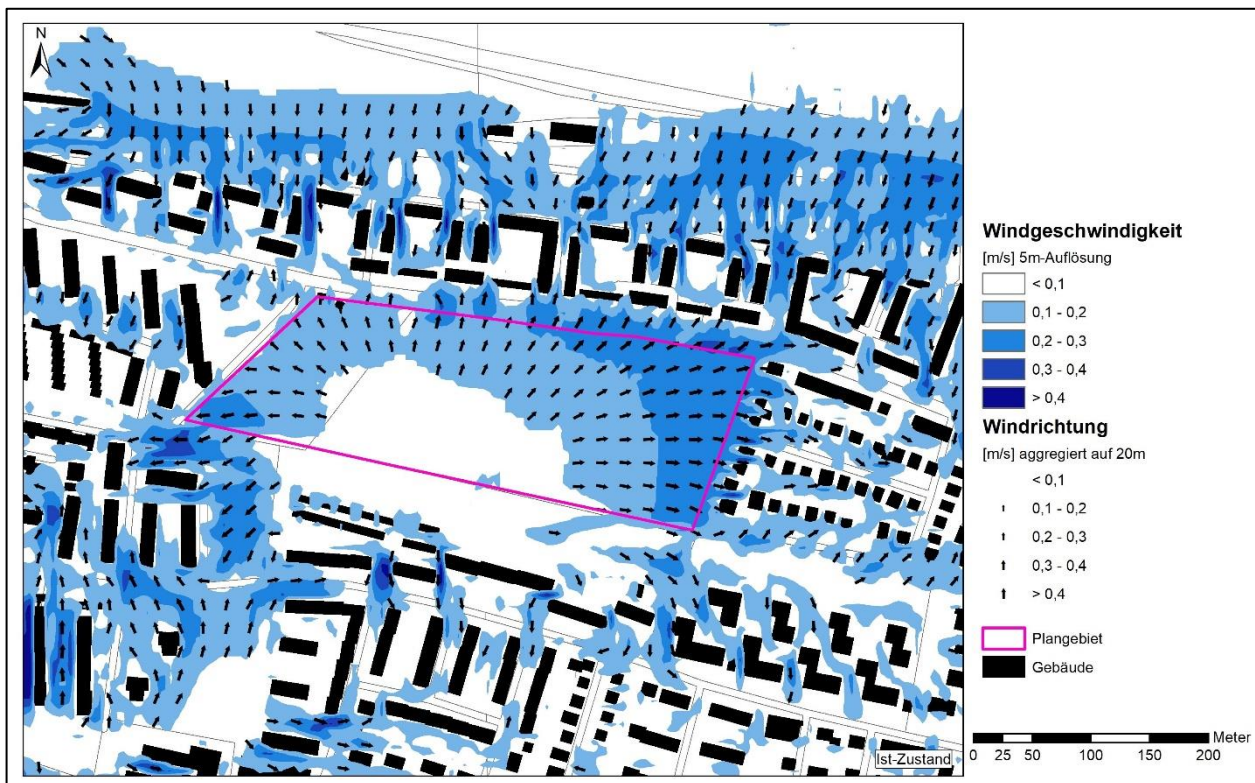 N
Windgeschwindigkeit
[m/s] 5m-Auflösung
< 0,1
0,1 - 0,2
0,2 - 0,3
0,3 - 0,4
> 0,4
Windrichtung
[m/s] aggregiert auf 20m
< 0,1
0,1 - 0,2
0,2 - 0,3
0,3 - 0,4
> 0,4
Plangebiet
Gebäude
Meter
0 25 50 100 150 200
Ist-Zustand